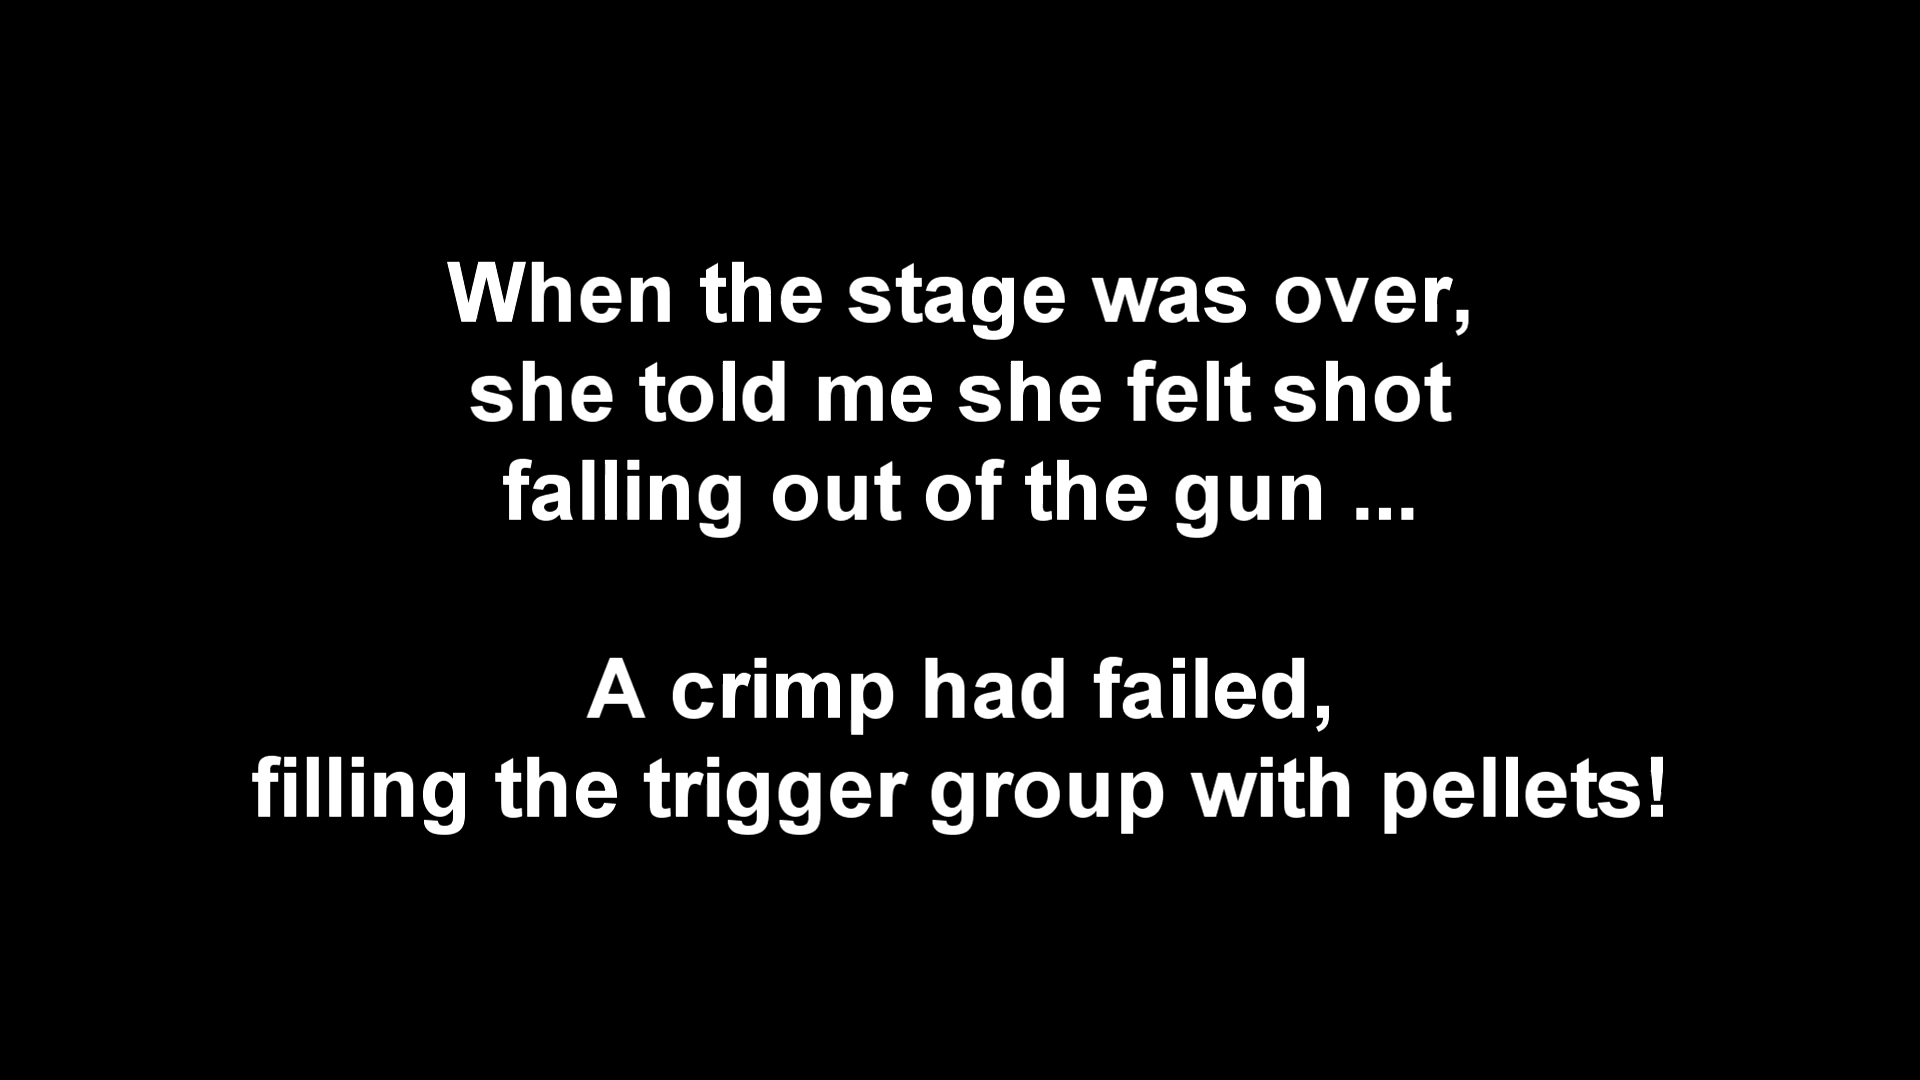 When the stage was over,
she told me she felt shot
falling out of the gun ...
A crimp had failed,
filling the trigger group with pellets!